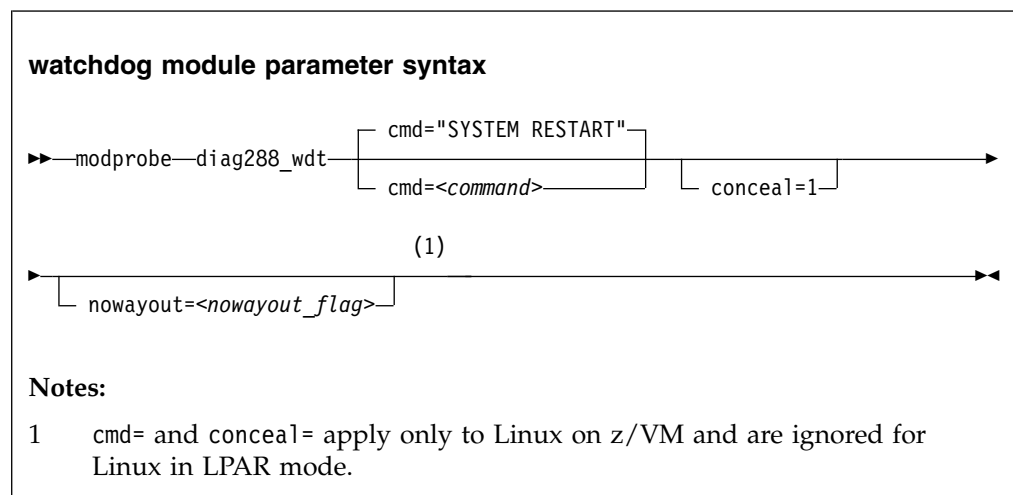 watchdog module parameter syntax
cmd="SYSTEM RESTART"
modprobe diag288_wdt
cmd=<command>
conceal=1
(1)
nowayout=<nowayout_flag>
Notes:
1 cmd= and conceal= apply only to Linux on z/VM and are ignored for
Linux in LPAR mode.